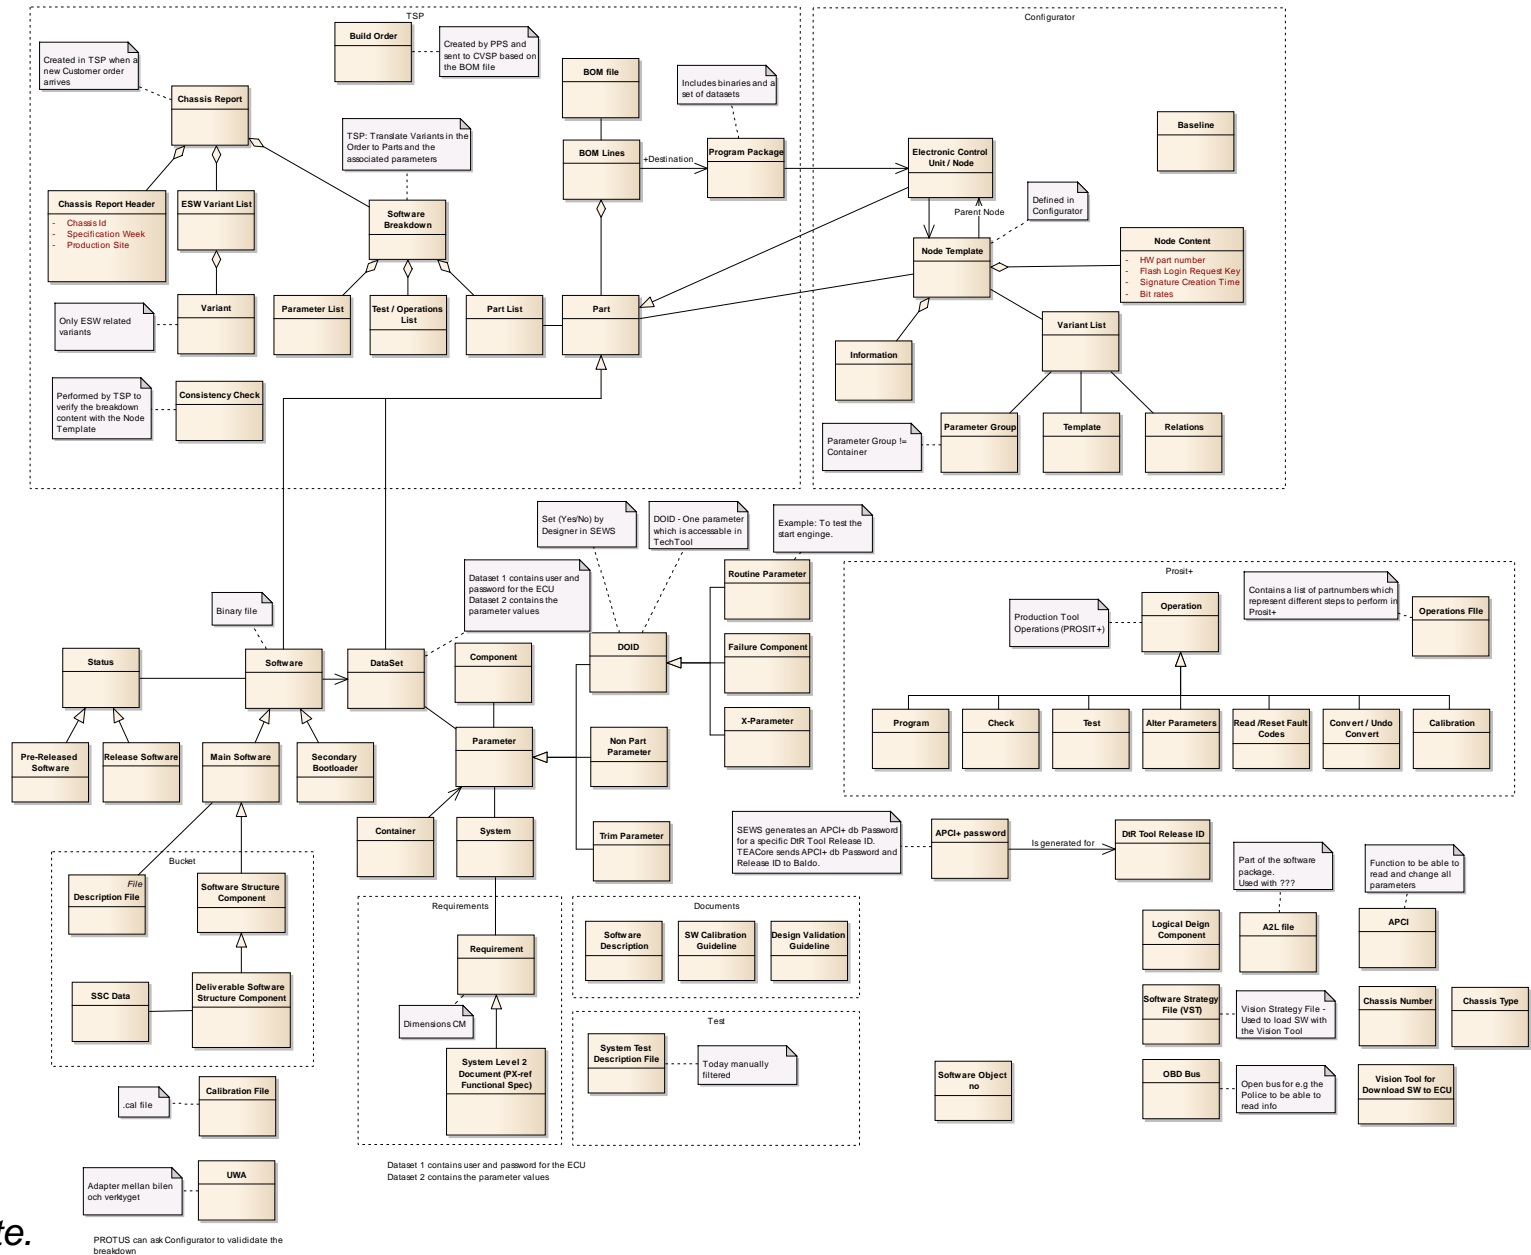 TSP
Configurator
Build Order
Created by PPS and
sent to CVSP based on
the BOM file
Created in TSP when a
new Customer order
arrives
Chassis Report
BOM file
Includes binaries and a
set of datasets
TSP: Translate Variants in the
Order to Parts and the
associated parameters
BOM Lines
+Destination
Program Package
Electronic Control
Unit / Node
Baseline
Chassis Report Header
- Chassis Id
- Specification Week
- Production Site
ESW Variant List
Software
Breakdown
Parent Node
Defined in
Configurator
Node Template
Node Content
- HW part number
- Flash Login Request Key
- Signature Creation Time
- Bit rates
Only ESW related
variants
Variant
Parameter List
Test / Operations
List
Part List
Part
Variant List
Information
Performed by TSP to
verify the breakdown
content with the Node
Template
Consistency Check
Parameter Group !=
Container
Parameter Group
Template
Relations
Set (Yes/No) by
Designer in SEWS
DOID - One parameter
which is accessable in
TechTool
Example: To test the
start enginge.
Dataset 1 contains user and
password for the ECU
Dataset 2 contains the
parameter values
Routine Parameter
Prosit+
Binary file
Production Tool
Operations (PROSIT+)
Operation
Contains a list of partnumbers which
represent different steps to perform in
Prosit+
Operations FIle
Status
Software
DataSet
Component
DOID
Failure Component
X-Parameter
Program
Check
Test
Alter Parameters
Read /Reset Fault
Codes
Convert / Undo
Convert
Calibration
Pre-Released
Software
Release Software
Main Software
Secondary
Bootloader
Parameter
Non Part
Parameter
Container
System
Trim Parameter
SEWS generates an APCI+ db Password
for a specific DtR Tool Release ID.
TEACore sends APCI+ db Password and
Release ID to Baldo.
APCI+ password
Is generated for
DtR Tool Release ID
Part of the software
package.
Used with ???
Function to be able to
read and change all
parameters
Bucket
File
Description File
Software Structure
Component
Requirements
Requirement
Documents
Software
Description
SW Calibration
Guideline
Design Validation
Guideline
Logical Deign
Component
A2L file
APCI
SSC Data
Deliverable Software
Structure Component
Dimensions CM
Test
Software Strategy
File (VST)
Vision Strategy File -
Used to load SW with
the Vision Tool
Chassis Number
Chassis Type
System Level 2
Document (PX-ref
Functional Spec)
System Test
Description File
Today manually
filtered
Software Object
no
OBD Bus
Open bus for e.g the
Police to be able to
read info
Vision Tool for
Download SW to ECU
.cal file
Calibration File
Dataset 1 contains user and password for the ECU
Dataset 2 contains the parameter values
Adapter mellan bilen
och verktyget
UWA
te.
PROTUS can ask Configurator to valididate the
breakdown